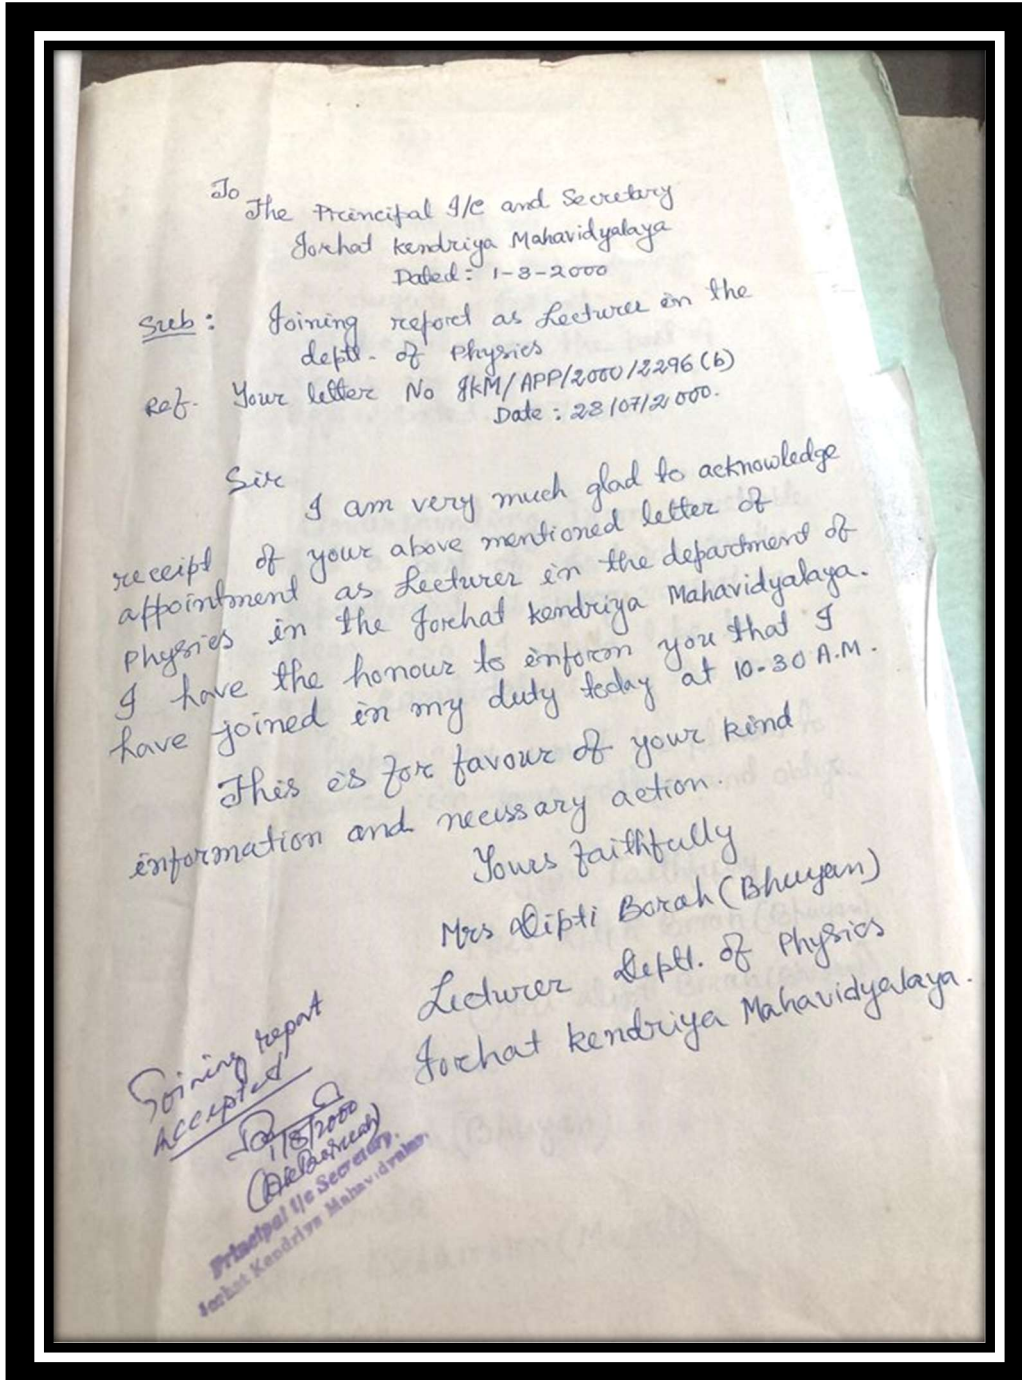 To
The Principal I/C and Secretary
Jorhat kendriya Mahavidyalaya
Dated: 1-8-2000
Sub: Joining report as Lecturer in the
deptt. of Physics
Ref. Your letter No JKM/APP/2000/2296(b)
Date: 28/07/2000.
Sir
I am very much glad to acknowledge
receipt of your above mentioned letter of
appointment as Lecturer in the department of
Physics in the Jorhat kendriya Mahavidyalaya.
I have the honour to inform you that I
have joined in my duty today at 10-30 A.M.
This is for favour of your kind
information and necessary action.
Yours faithfully
Mrs Dipti Borah (Bhuyan)
Lecturer Deptt. of Physics
Jorhat kendriya Mahavidyalaya.
Joining report
Accepted
1/8/2000
Principal I/c Secretary.
Jorhat Kendriya Mahavidyalaya.